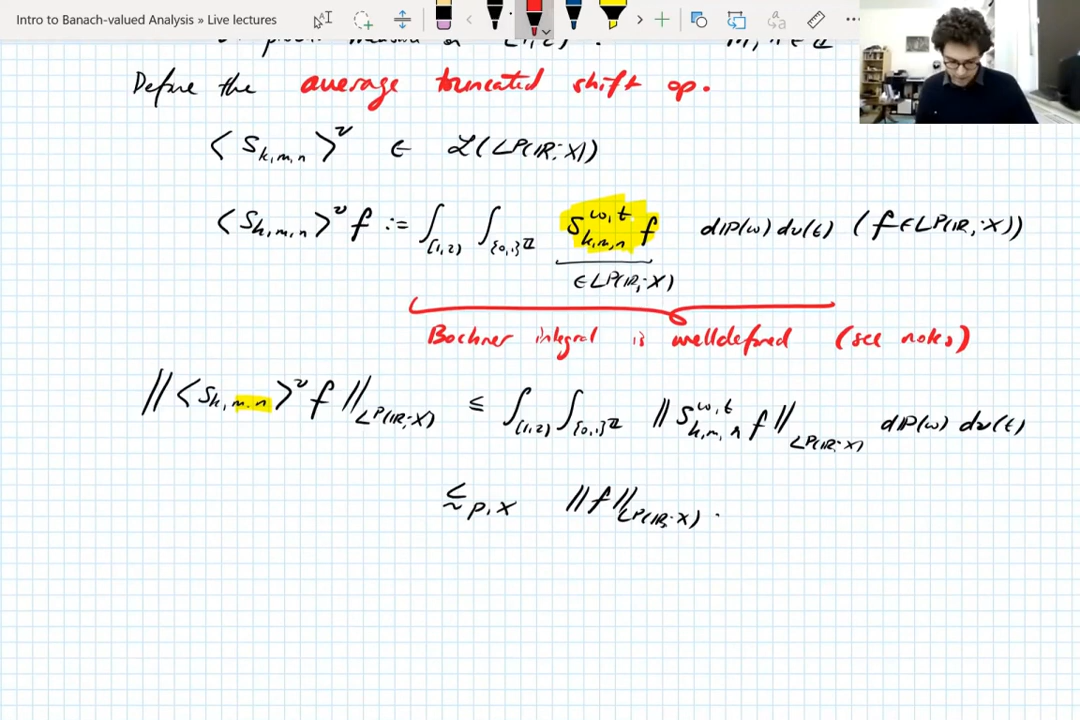 Intro to Banach-valued Analysis » Live lectures
Define the average truncated shift op.
⟨S_{k,m,n}⟩^ν ∈ ℒ(L^p(ℝ;X))
⟨S_{k,m,n}⟩^ν f := ∫_{[1,2)} ∫_{{0,1}^ℤ} S^{ω,t}_{k,m,n} f dℙ(ω) dν(t) (f ∈ L^p(ℝ;X))
∈ L^p(ℝ;X)
Bochner integral is welldefined (see notes)
‖⟨S_{k,m,n}⟩^ν f‖_{L^p(ℝ;X)} ≤ ∫_{[1,2)} ∫_{{0,1}^ℤ} ‖S^{ω,t}_{k,m,n} f‖_{L^p(ℝ;X)} dℙ(ω) dν(t)
≲_{p,X} ‖f‖_{L^p(ℝ;X)}.